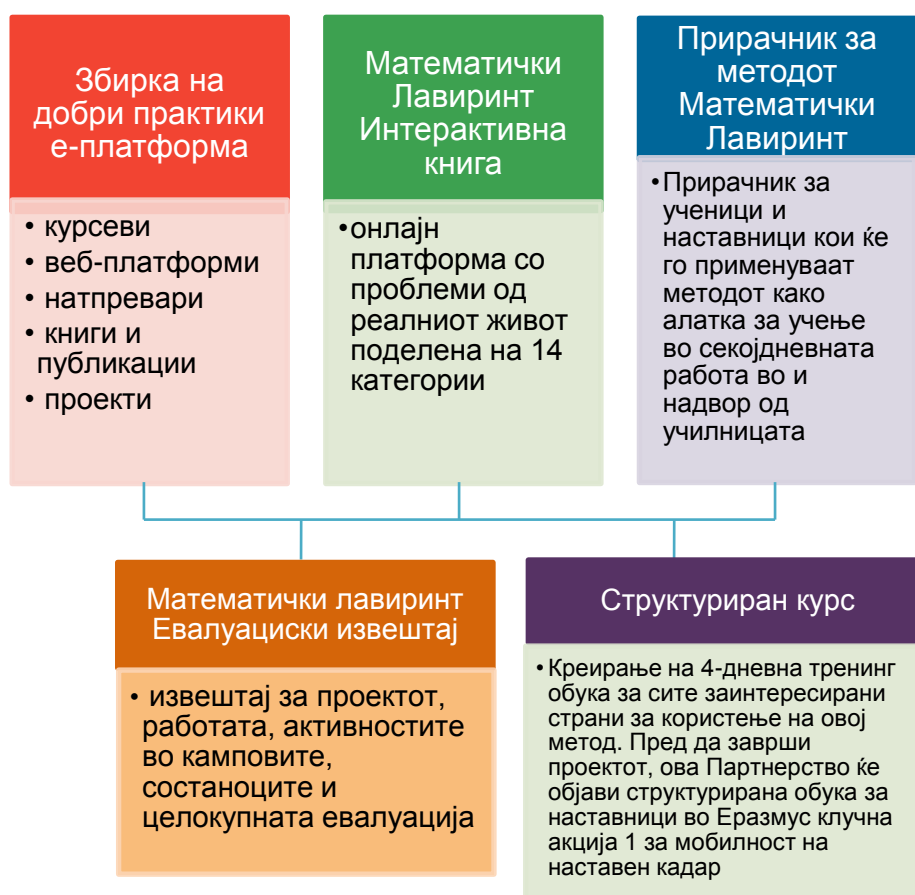 Збирка на
добри практики
е-платформа
• курсеви
• веб-платформи
• натпревари
• книги и
публикации
• проекти
Математички
Лавиринт
Интерактивна
книга
•онлајн
платформа со
проблеми од
реалниот живот
поделена на 14
категории
Прирачник за
методот
Математички
Лавиринт
•Прирачник за
ученици и
наставници кои ќе
го применуваат
методот како
алатка за учење
во секојдневната
работа во и
надвор од
училницата
Математички лавиринт
Евалуациски извештај
• извештај за проектот,
работата, активностите
во камповите,
состаноците и
целокупната евалуација
Структуриран курс
• Креирање на 4-дневна тренинг
обука за сите заинтересирани
страни за користење на овој
метод. Пред да заврши
проектот, ова Партнерство ќе
објави структурирана обука за
наставници во Еразмус клучна
акција 1 за мобилност на
наставен кадар